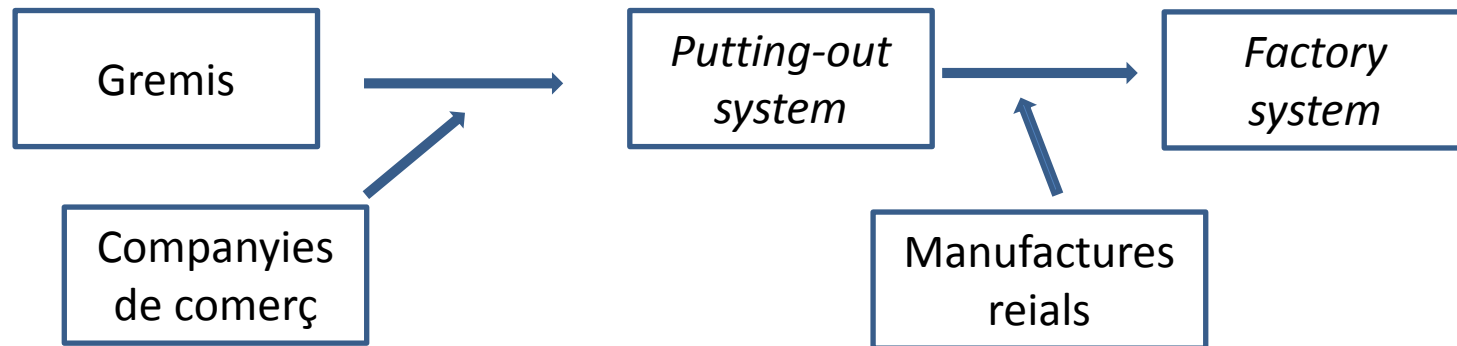 Gremis
Putting-out
system
Factory
system
Companyies
de comerç
Manufactures
reials